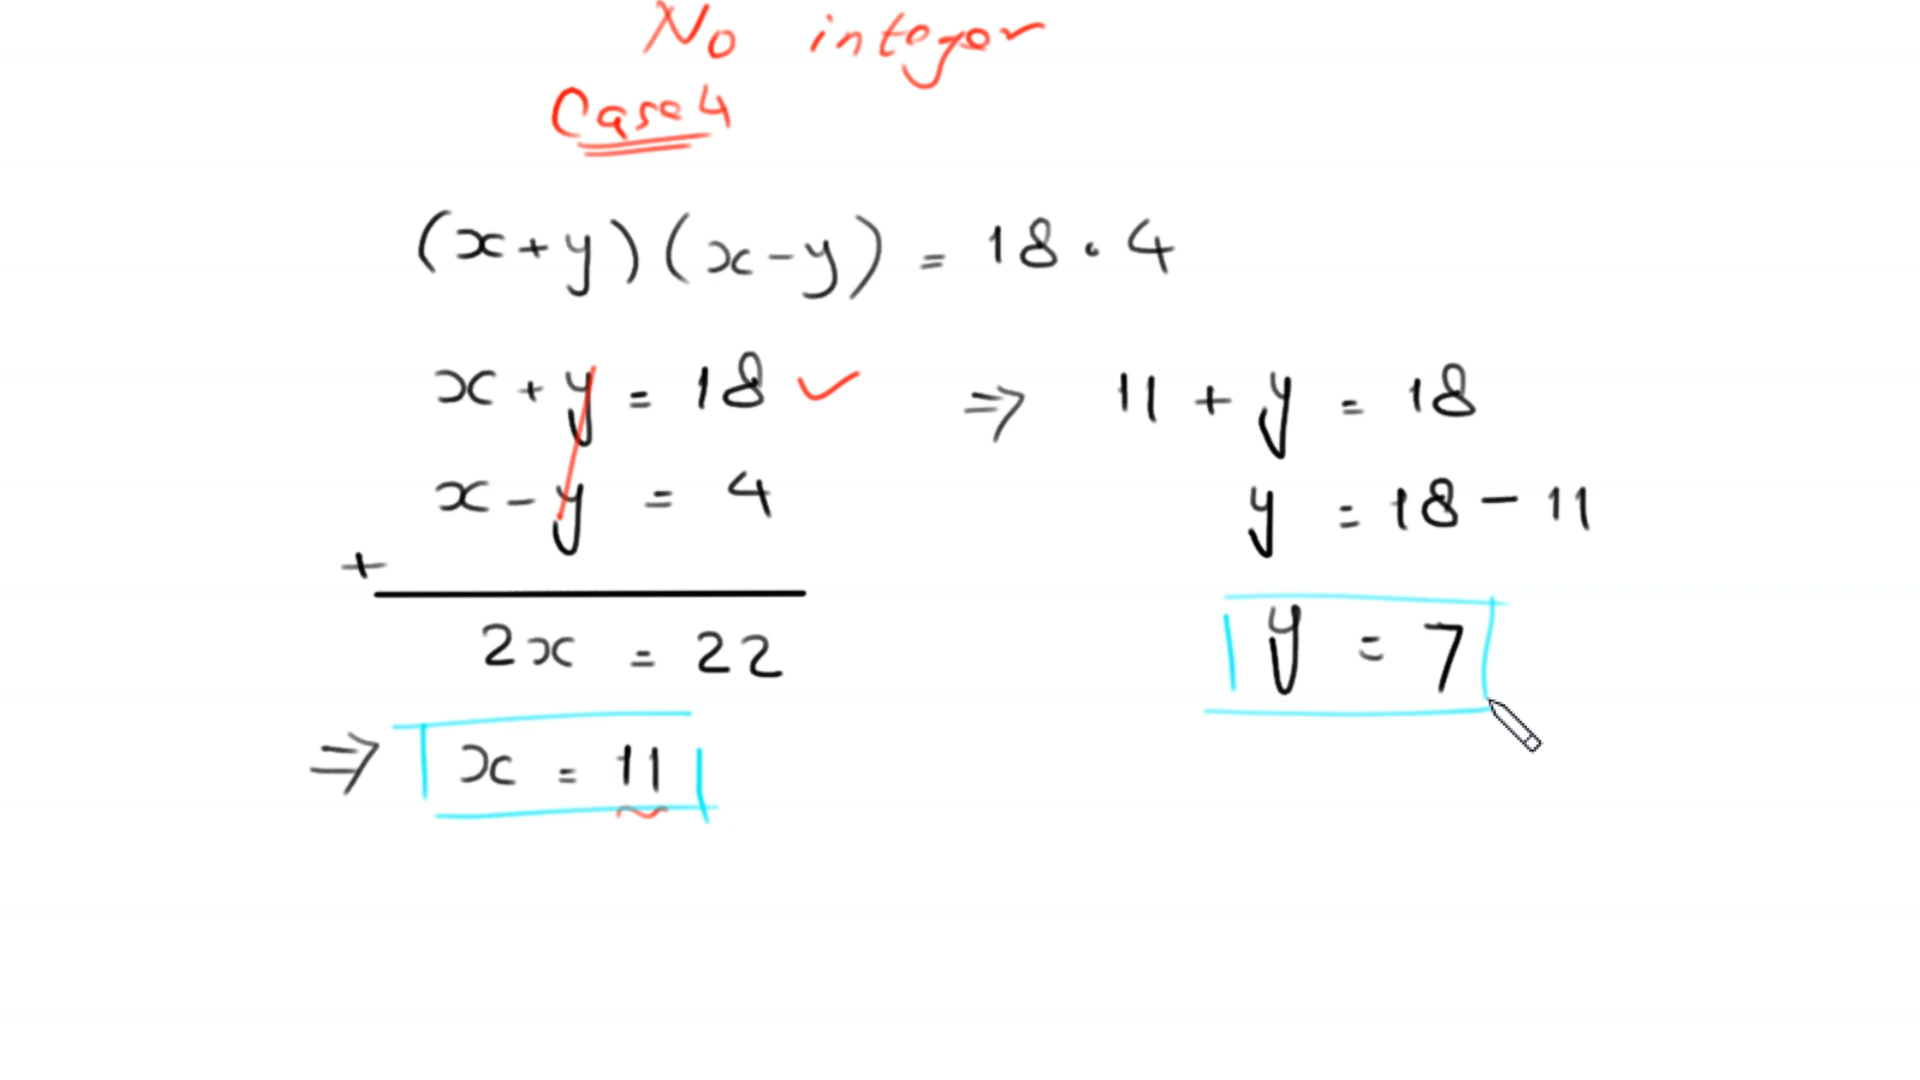 No integer
Case 4
(x+y)(x-y) = 18 · 4
x + y = 18 ✓ ⇒ 11 + y = 18
x - y = 4
y = 18 - 11
+
2x = 22
y = 7
⇒ x = 11